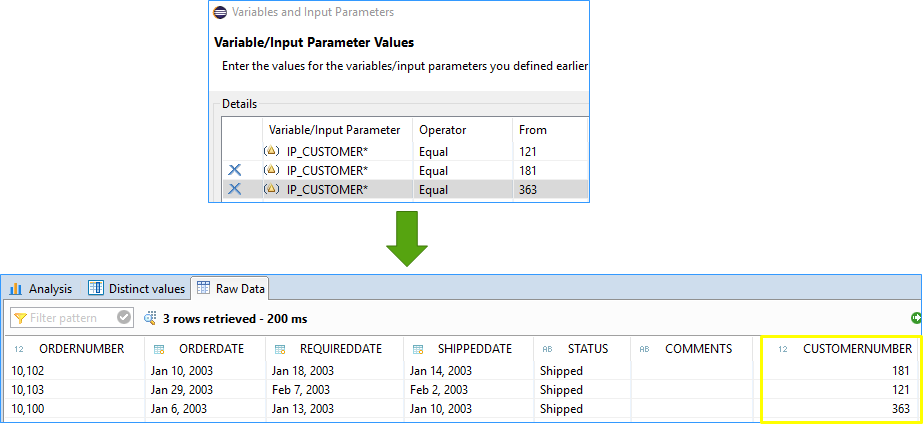 Variables and Input Parameters
Variable/Input Parameter Values
Enter the values for the variables/input parameters you defined earlier
Details
Variable/Input Parameter Operator From
(△) IP_CUSTOMER* Equal 121
(△) IP_CUSTOMER* Equal 181
(△) IP_CUSTOMER* Equal 363
Analysis Distinct values Raw Data
Filter pattern 3 rows retrieved - 200 ms
12 ORDERNUMBER ORDERDATE REQUIREDDATE SHIPPEDDATE AB STATUS AB COMMENTS 12 CUSTOMERNUMBER
10,102 Jan 10, 2003 Jan 18, 2003 Jan 14, 2003 Shipped 181
10,103 Jan 29, 2003 Feb 7, 2003 Feb 2, 2003 Shipped 121
10,100 Jan 6, 2003 Jan 13, 2003 Jan 10, 2003 Shipped 363